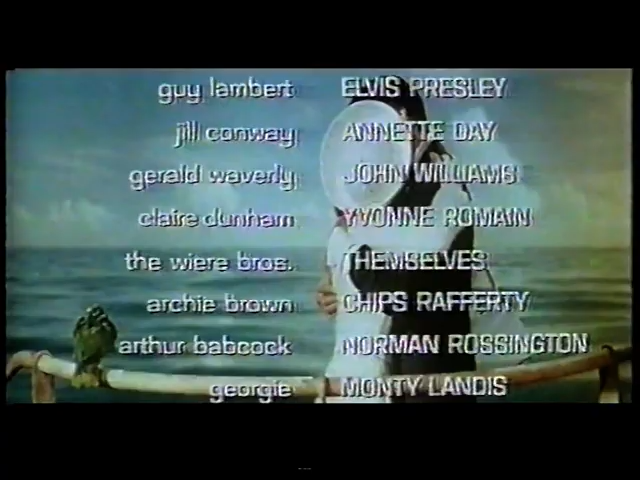 guy lambert ELVIS PRESLEY
jill conway ANNETTE DAY
gerald waverly JOHN WILLIAMS
claire dunham YVONNE ROMAIN
the wiere bros. THEMSELVES
archie brown CHIPS RAFFERTY
arthur babcock NORMAN ROSSINGTON
georgie MONTY LANDIS